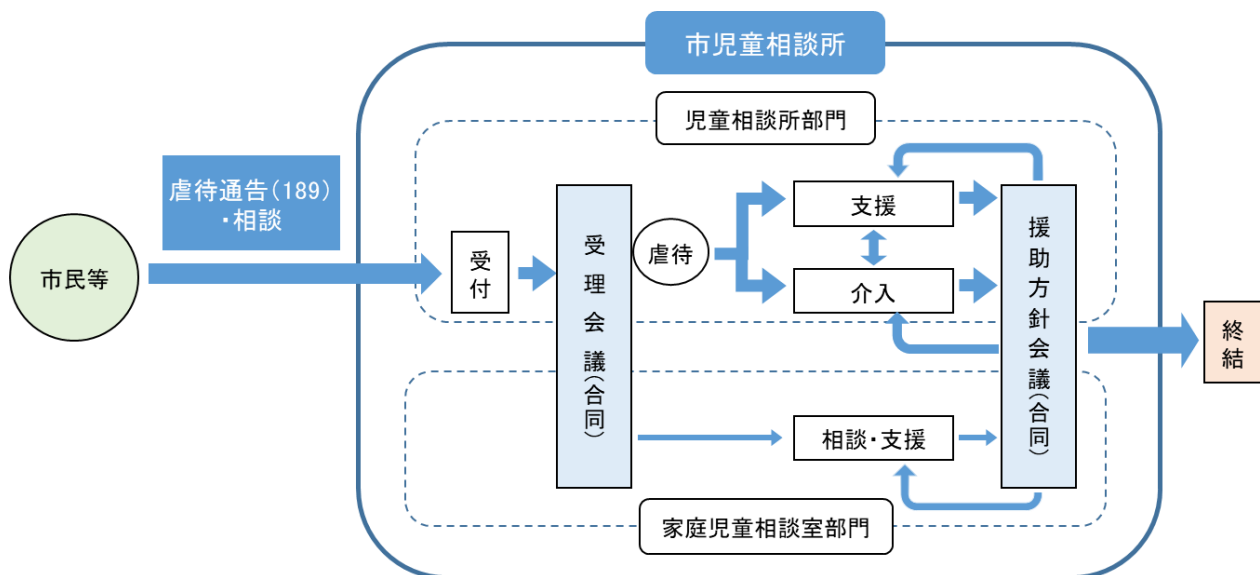 市児童相談所
児童相談所部門
虐待通告(189)
・相談
市民等
受付
受理会議(合同)
虐待
支援
介入
援助方針会議(合同)
終結
相談・支援
家庭児童相談室部門